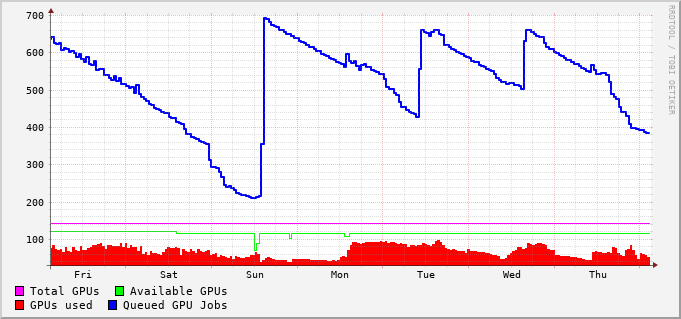 700
600
500
400
300
200
100
Fri Sat Sun Mon Tue Wed Thu
RRDTOOL / TOBI OETIKER
Total GPUs Available GPUs
GPUs used Queued GPU Jobs